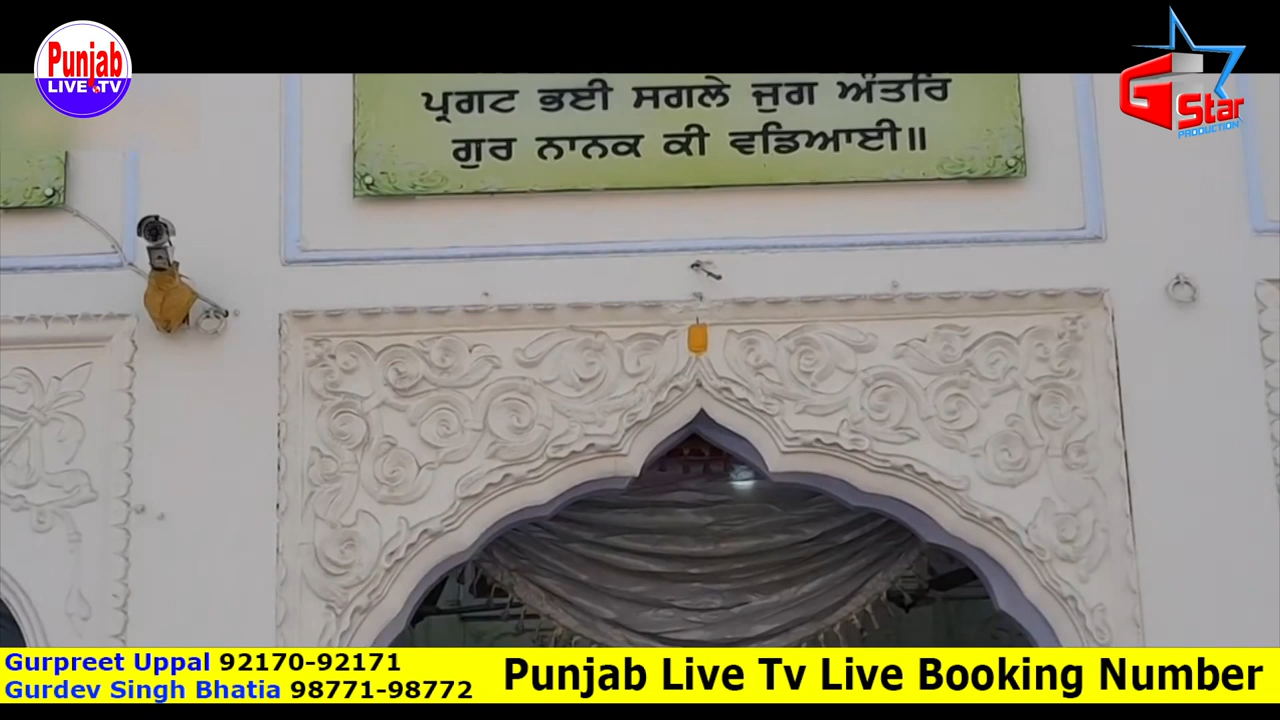 Punjab
LIVE TV
G Star
PRODUCTION
ਪ੍ਰਗਟ ਭਈ ਸਗਲੇ ਜੁਗ ਅੰਤਰਿ
ਗੁਰ ਨਾਨਕ ਕੀ ਵਡਿਆਈ॥
Gurpreet Uppal 92170-92171
Gurdev Singh Bhatia 98771-98772
Punjab Live Tv Live Booking Number